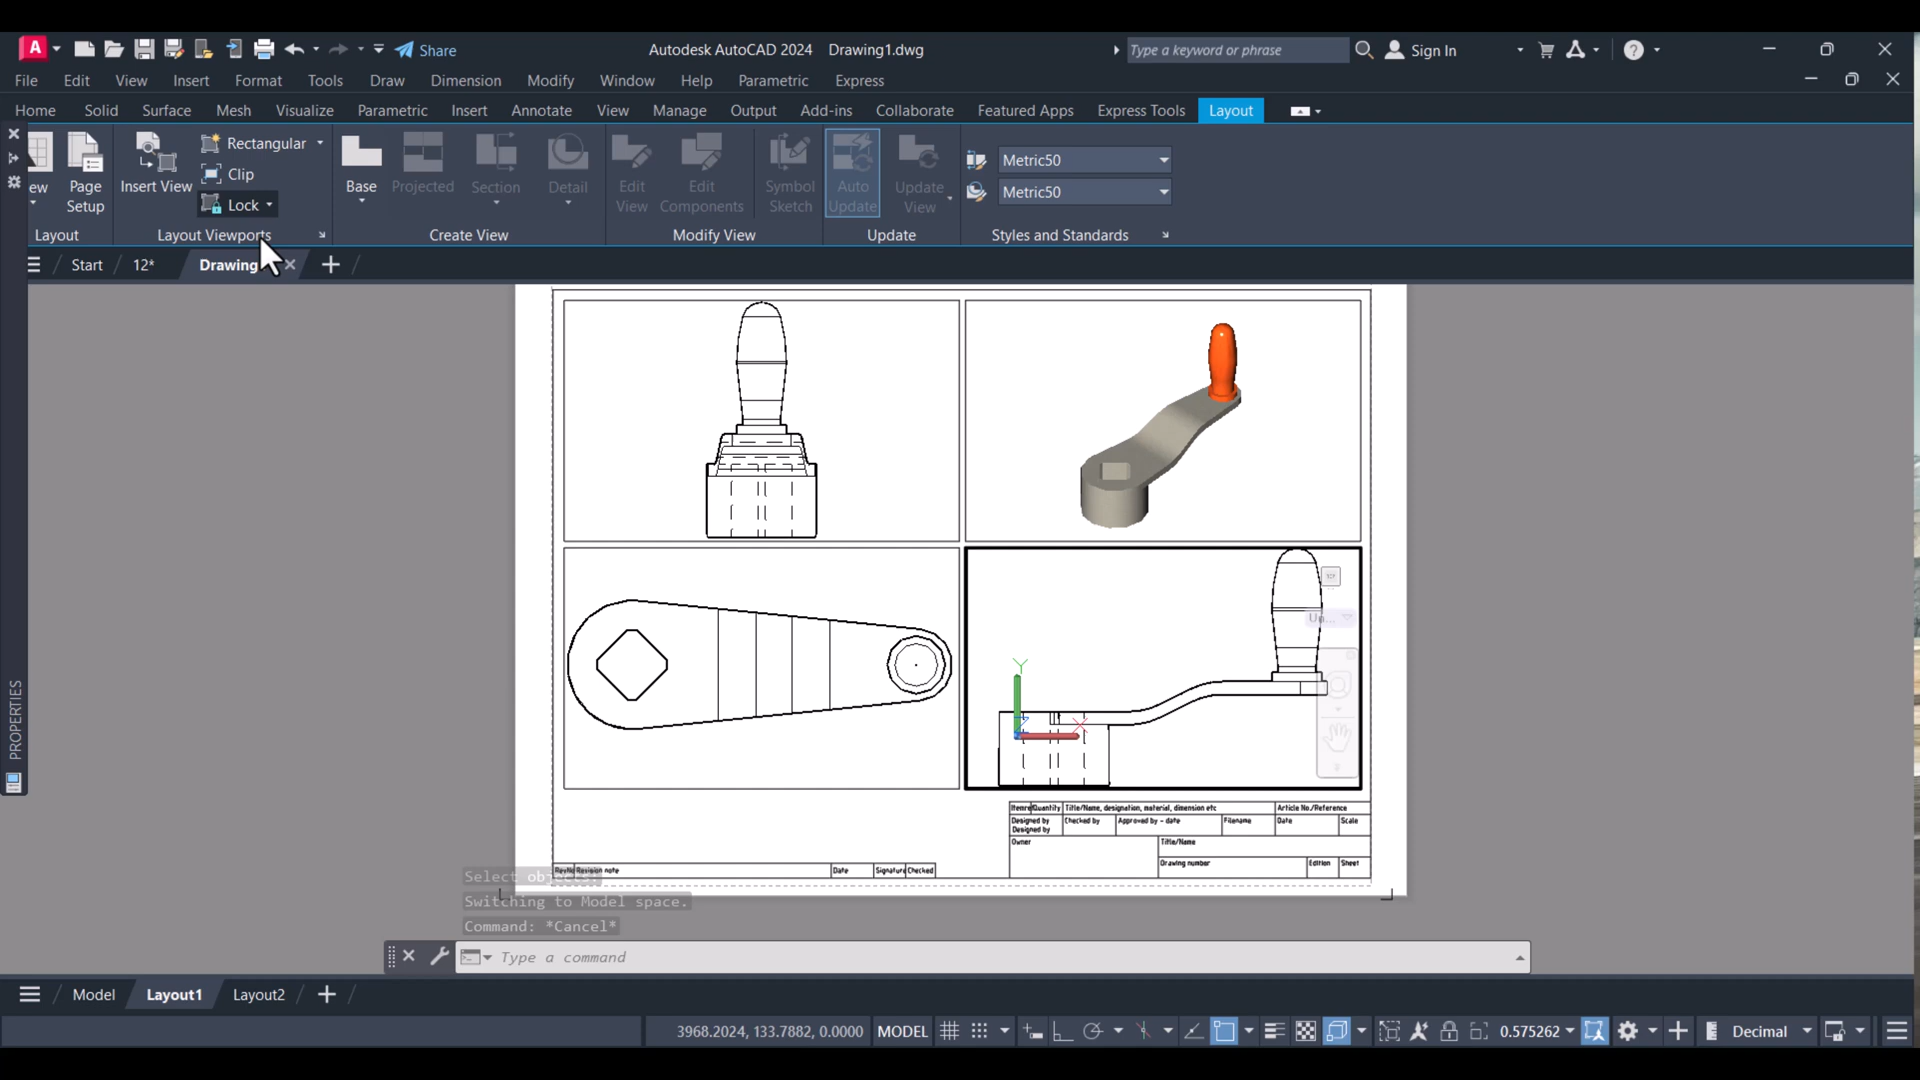 A Share Autodesk AutoCAD 2024 Drawing1.dwg Type a keyword or phrase Sign In
File Edit View Insert Format Tools Draw Dimension Modify Window Help Parametric Express
Home Solid Surface Mesh Visualize Parametric Insert Annotate View Manage Output Add-ins Collaborate Featured Apps Express Tools Layout
Rectangular
Clip
Lock
ew Page Setup Insert View Base Projected Section Detail Edit View Edit Components Symbol Sketch Auto Update Update View
Metric50
Metric50
Layout Layout Viewports Create View Modify View Update Styles and Standards
Start 12* Drawing
Un...
Y
X
PROPERTIES
Quantity Title/Name, designation, material, dimension etc Article No./Reference
Designed by Checked by Approved by - date Filename Date Scale
Designed by
Owner Title/Name
Drawing number Edition Sheet
Revision note Date Signature Checked
Select objects:
Switching to Model space.
Command: *Cancel*
Type a command
Model Layout1 Layout2
3968.2024, 133.7882, 0.0000 MODEL 0.575262 Decimal